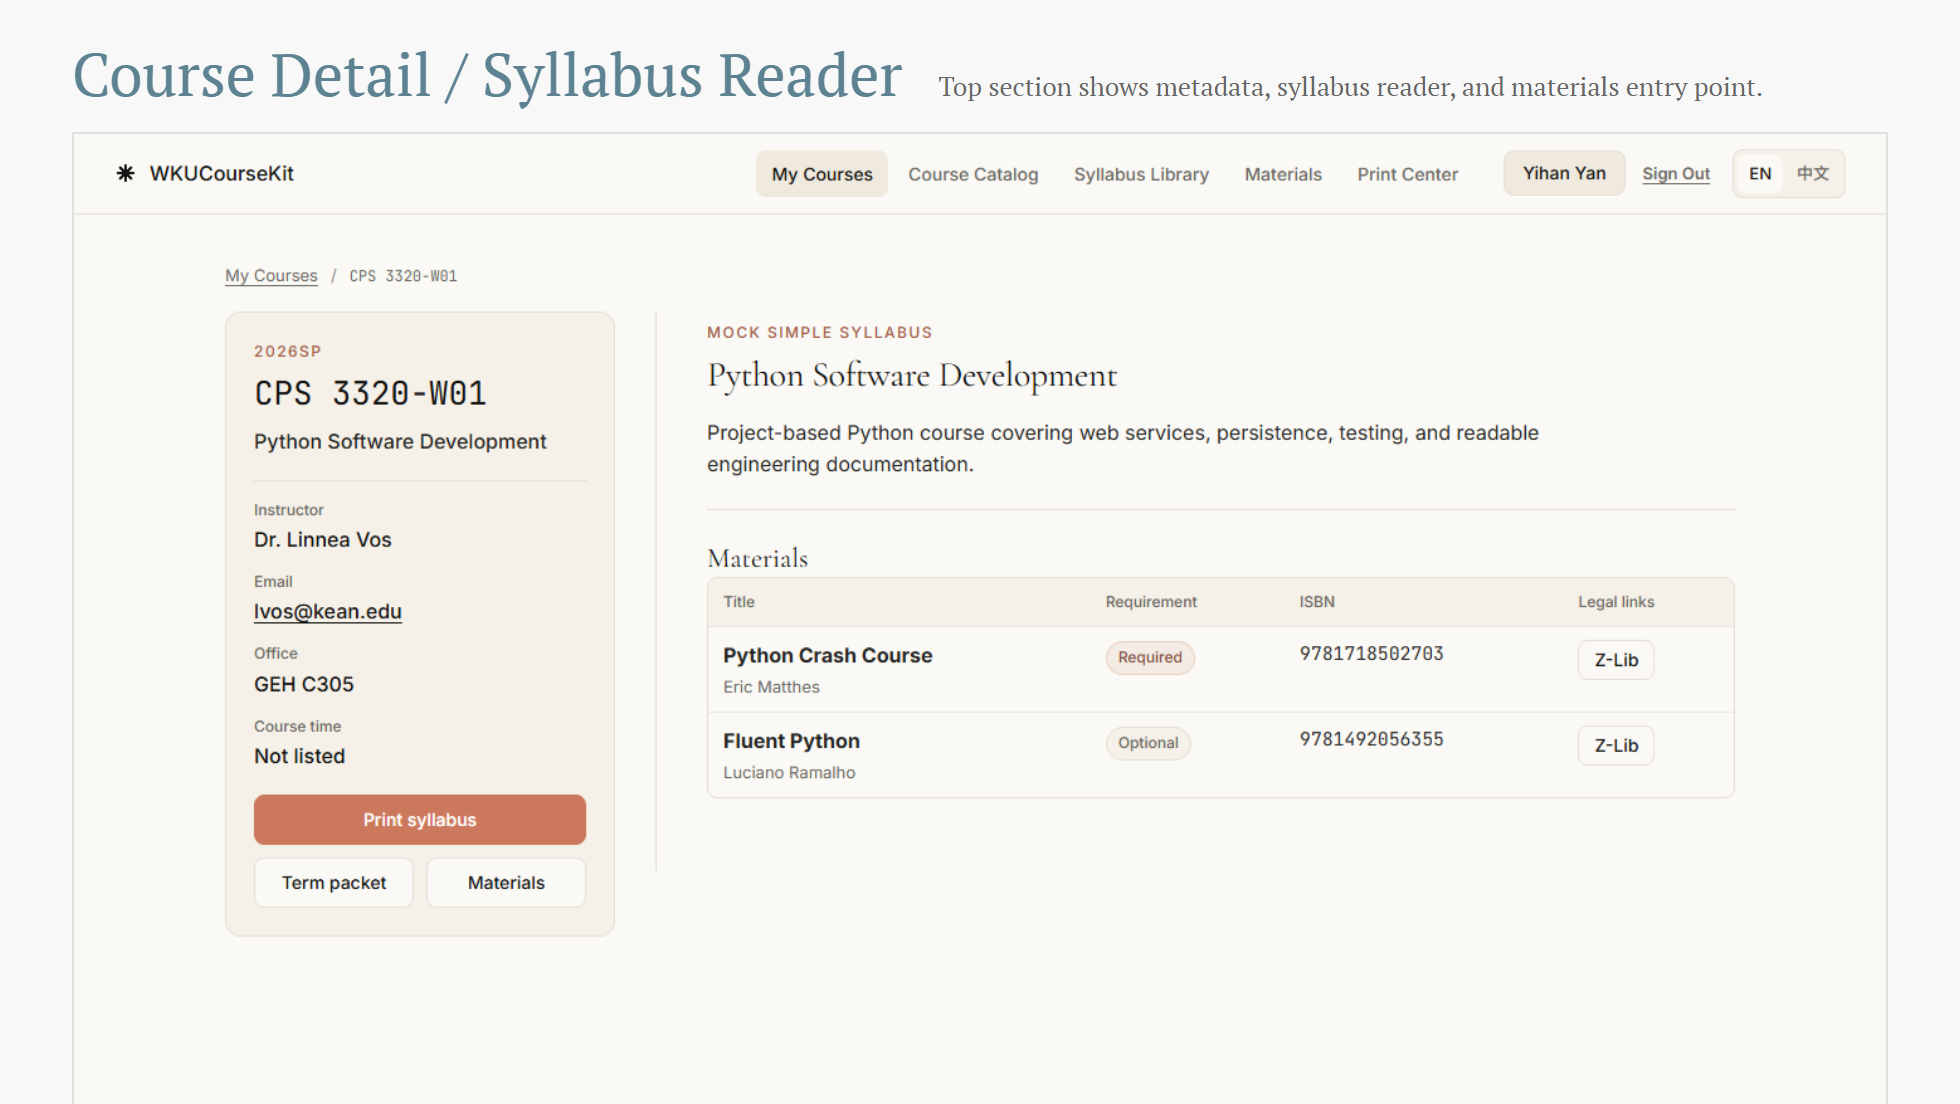 Course Detail / Syllabus Reader
Top section shows metadata, syllabus reader, and materials entry point.
WKUCourseKit
My Courses
Course Catalog
Syllabus Library
Materials
Print Center
Yihan Yan
Sign Out
EN
中文
My Courses / CPS 3320-W01
2026SP
CPS 3320-W01
Python Software Development
Instructor
Dr. Linnea Vos
Email
lvos@kean.edu
Office
GEH C305
Course time
Not listed
Print syllabus
Term packet
Materials
MOCK SIMPLE SYLLABUS
Python Software Development
Project-based Python course covering web services, persistence, testing, and readable
engineering documentation.
Materials
Title Requirement ISBN Legal links
Python Crash Course Required 9781718502703 Z-Lib
Eric Matthes
Fluent Python Optional 9781492056355 Z-Lib
Luciano Ramalho